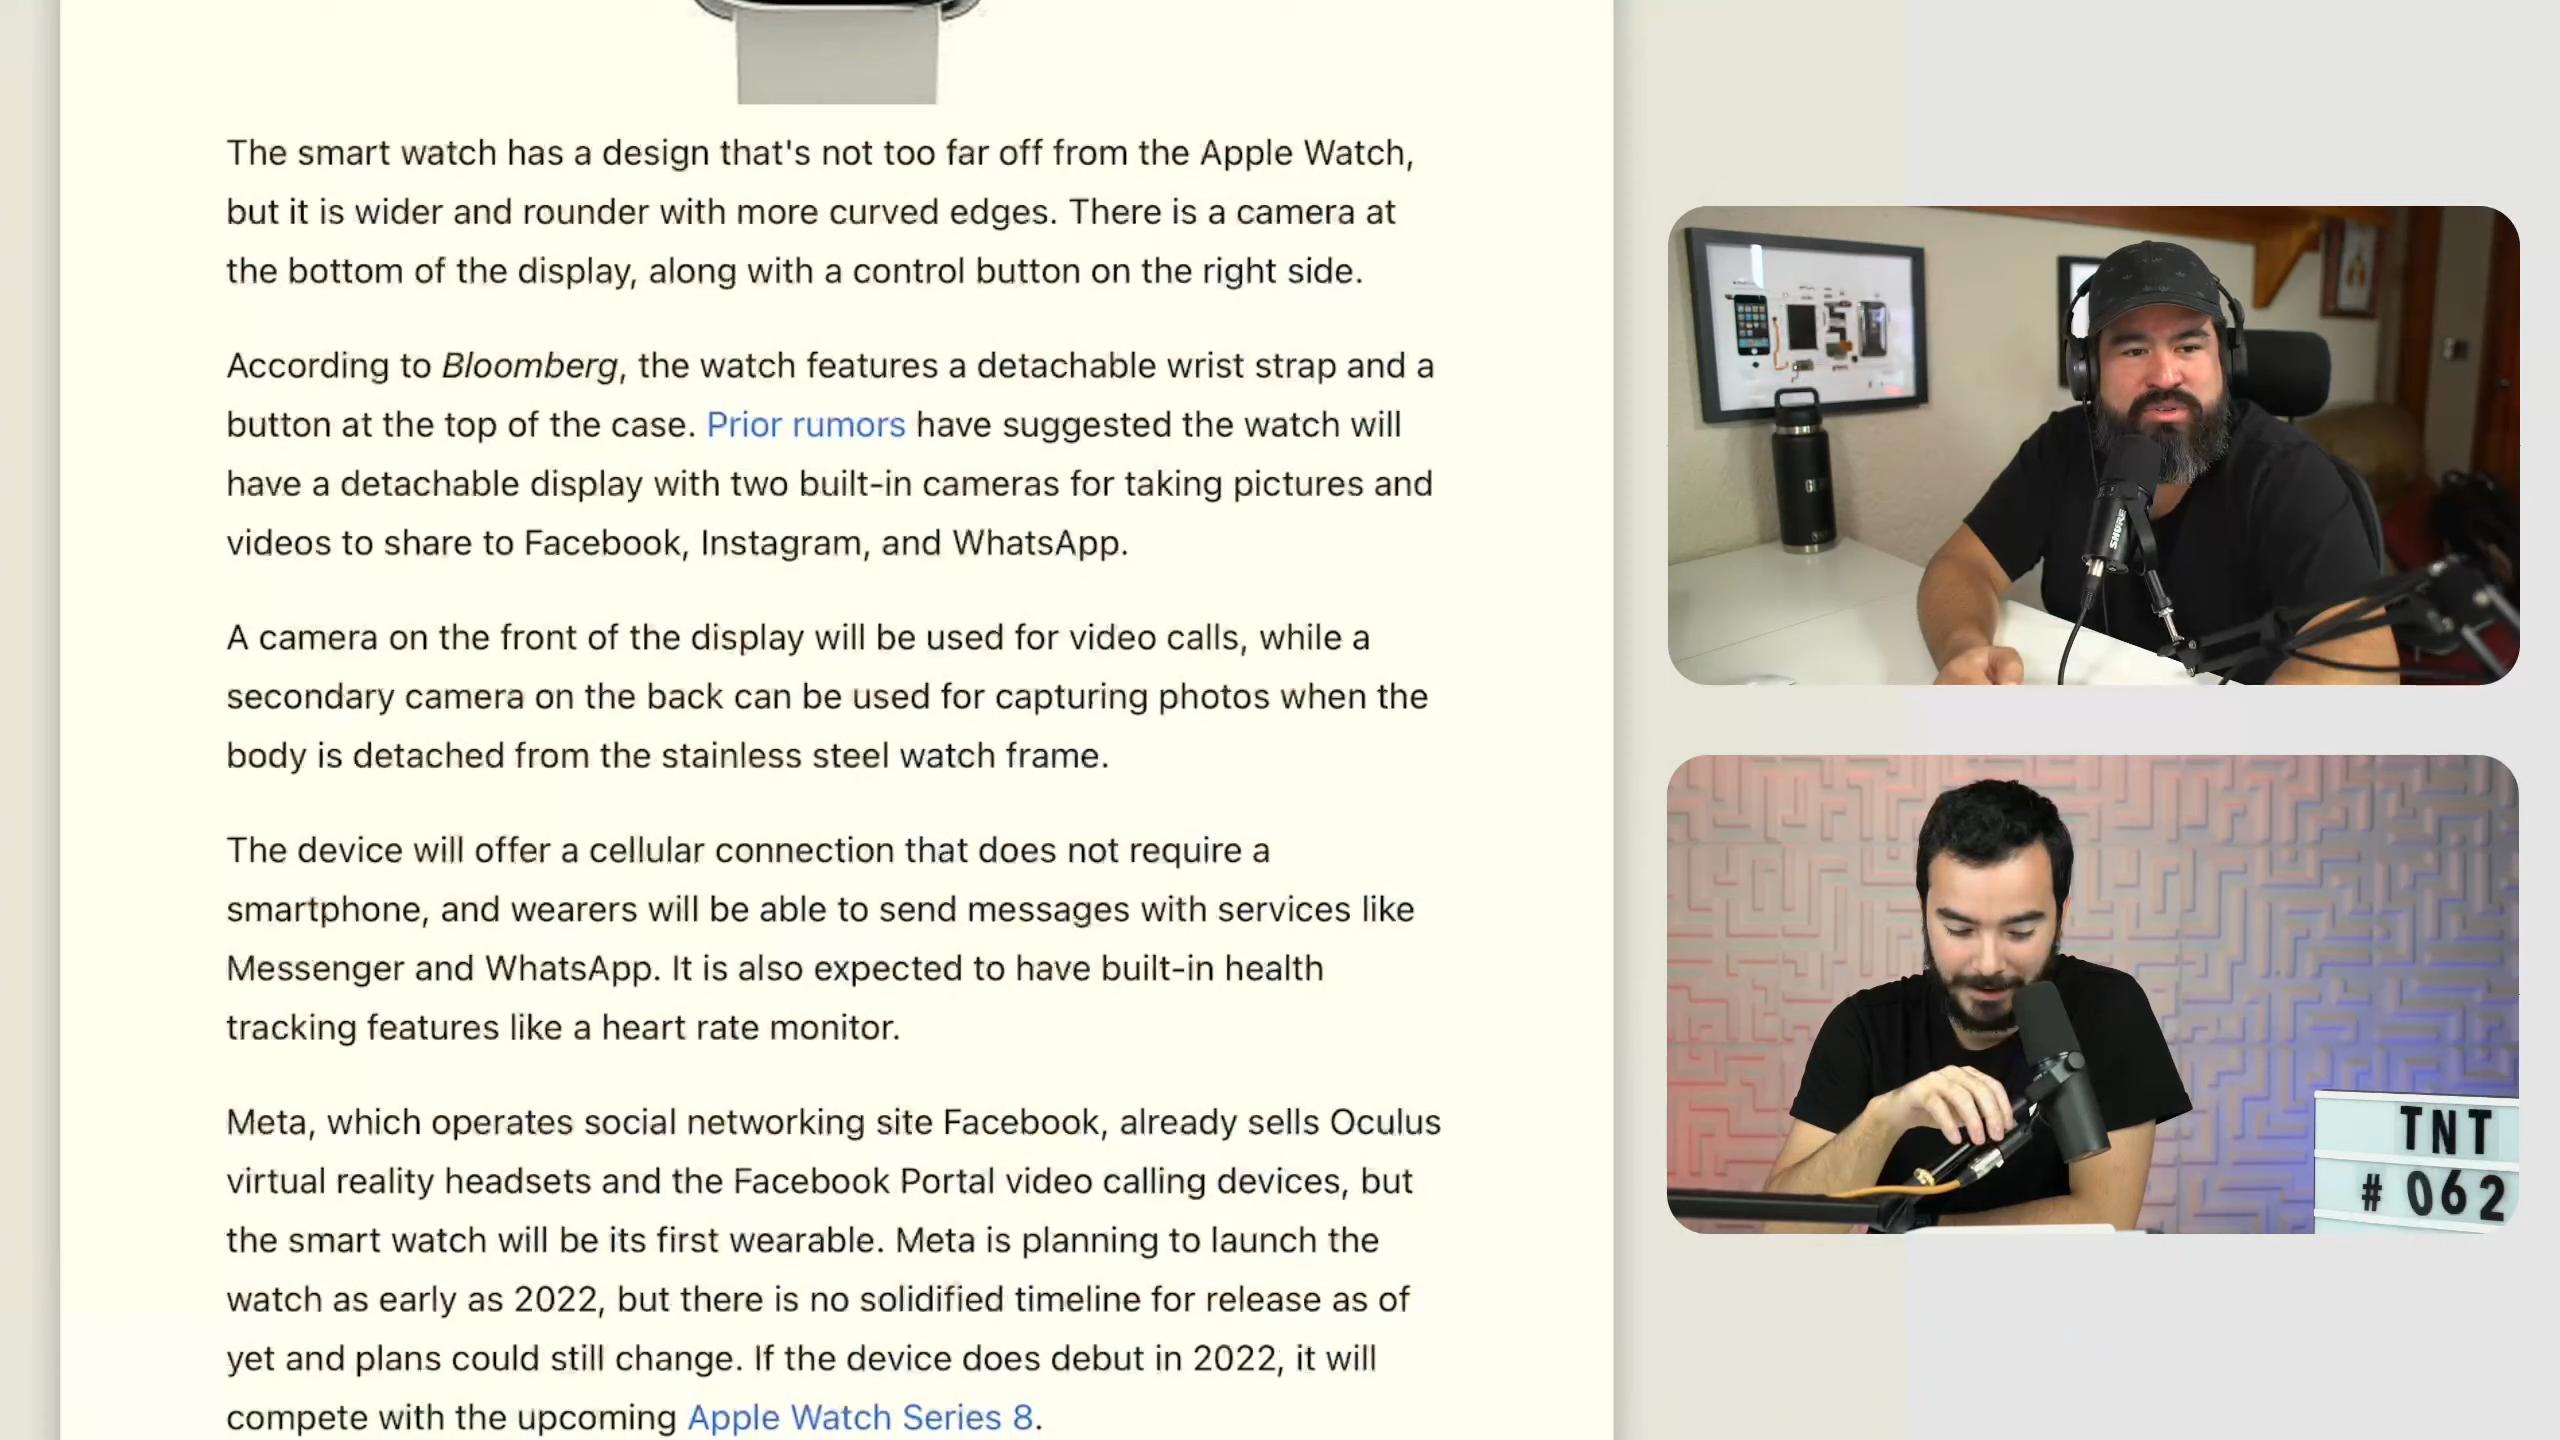 The smart watch has a design that's not too far off from the Apple Watch,
but it is wider and rounder with more curved edges. There is a camera at
the bottom of the display, along with a control button on the right side.
According to Bloomberg, the watch features a detachable wrist strap and a
button at the top of the case. Prior rumors have suggested the watch will
have a detachable display with two built-in cameras for taking pictures and
videos to share to Facebook, Instagram, and WhatsApp.
A camera on the front of the display will be used for video calls, while a
secondary camera on the back can be used for capturing photos when the
body is detached from the stainless steel watch frame.
The device will offer a cellular connection that does not require a
smartphone, and wearers will be able to send messages with services like
Messenger and WhatsApp. It is also expected to have built-in health
tracking features like a heart rate monitor.
Meta, which operates social networking site Facebook, already sells Oculus
virtual reality headsets and the Facebook Portal video calling devices, but
the smart watch will be its first wearable. Meta is planning to launch the
watch as early as 2022, but there is no solidified timeline for release as of
yet and plans could still change. If the device does debut in 2022, it will
compete with the upcoming Apple Watch Series 8.
SHURE
TNT
# 062